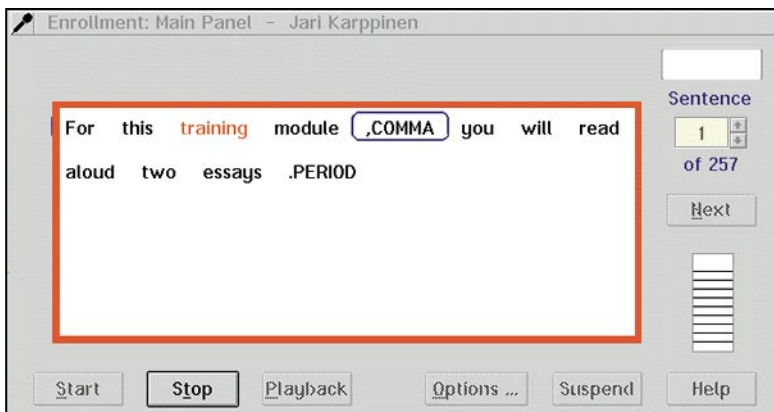 Enrollment: Main Panel - Jari Karppinen
Sentence
For this training module ,COMMA you will read
1
aloud two essays .PERIOD
of 257
Next
Start Stop Playback Options ... Suspend Help